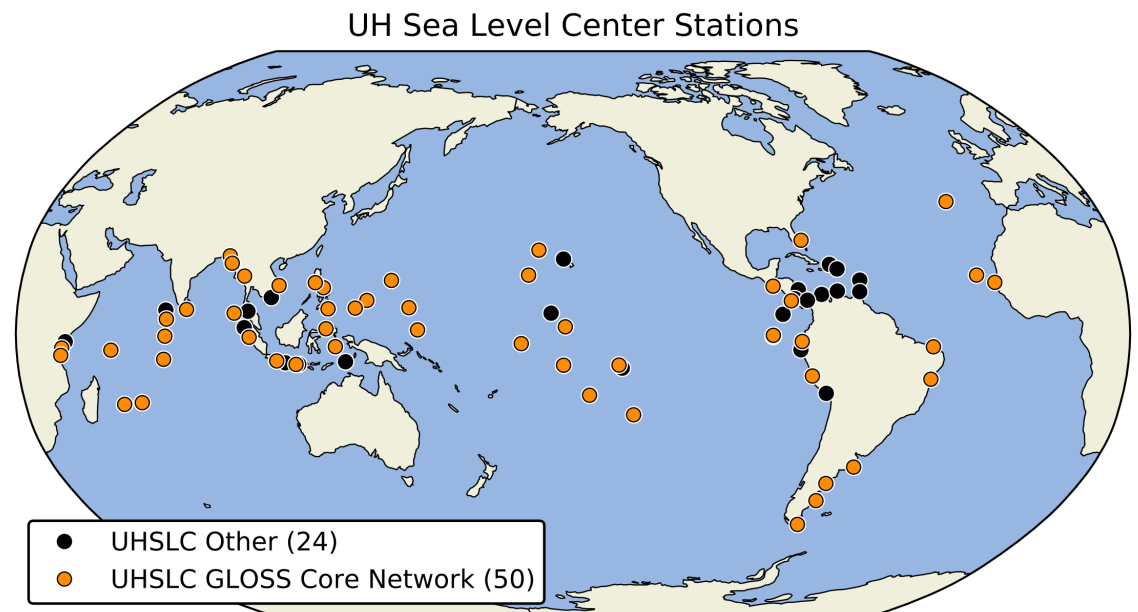 UH Sea Level Center Stations
UHSLC Other (24)
UHSLC GLOSS Core Network (50)